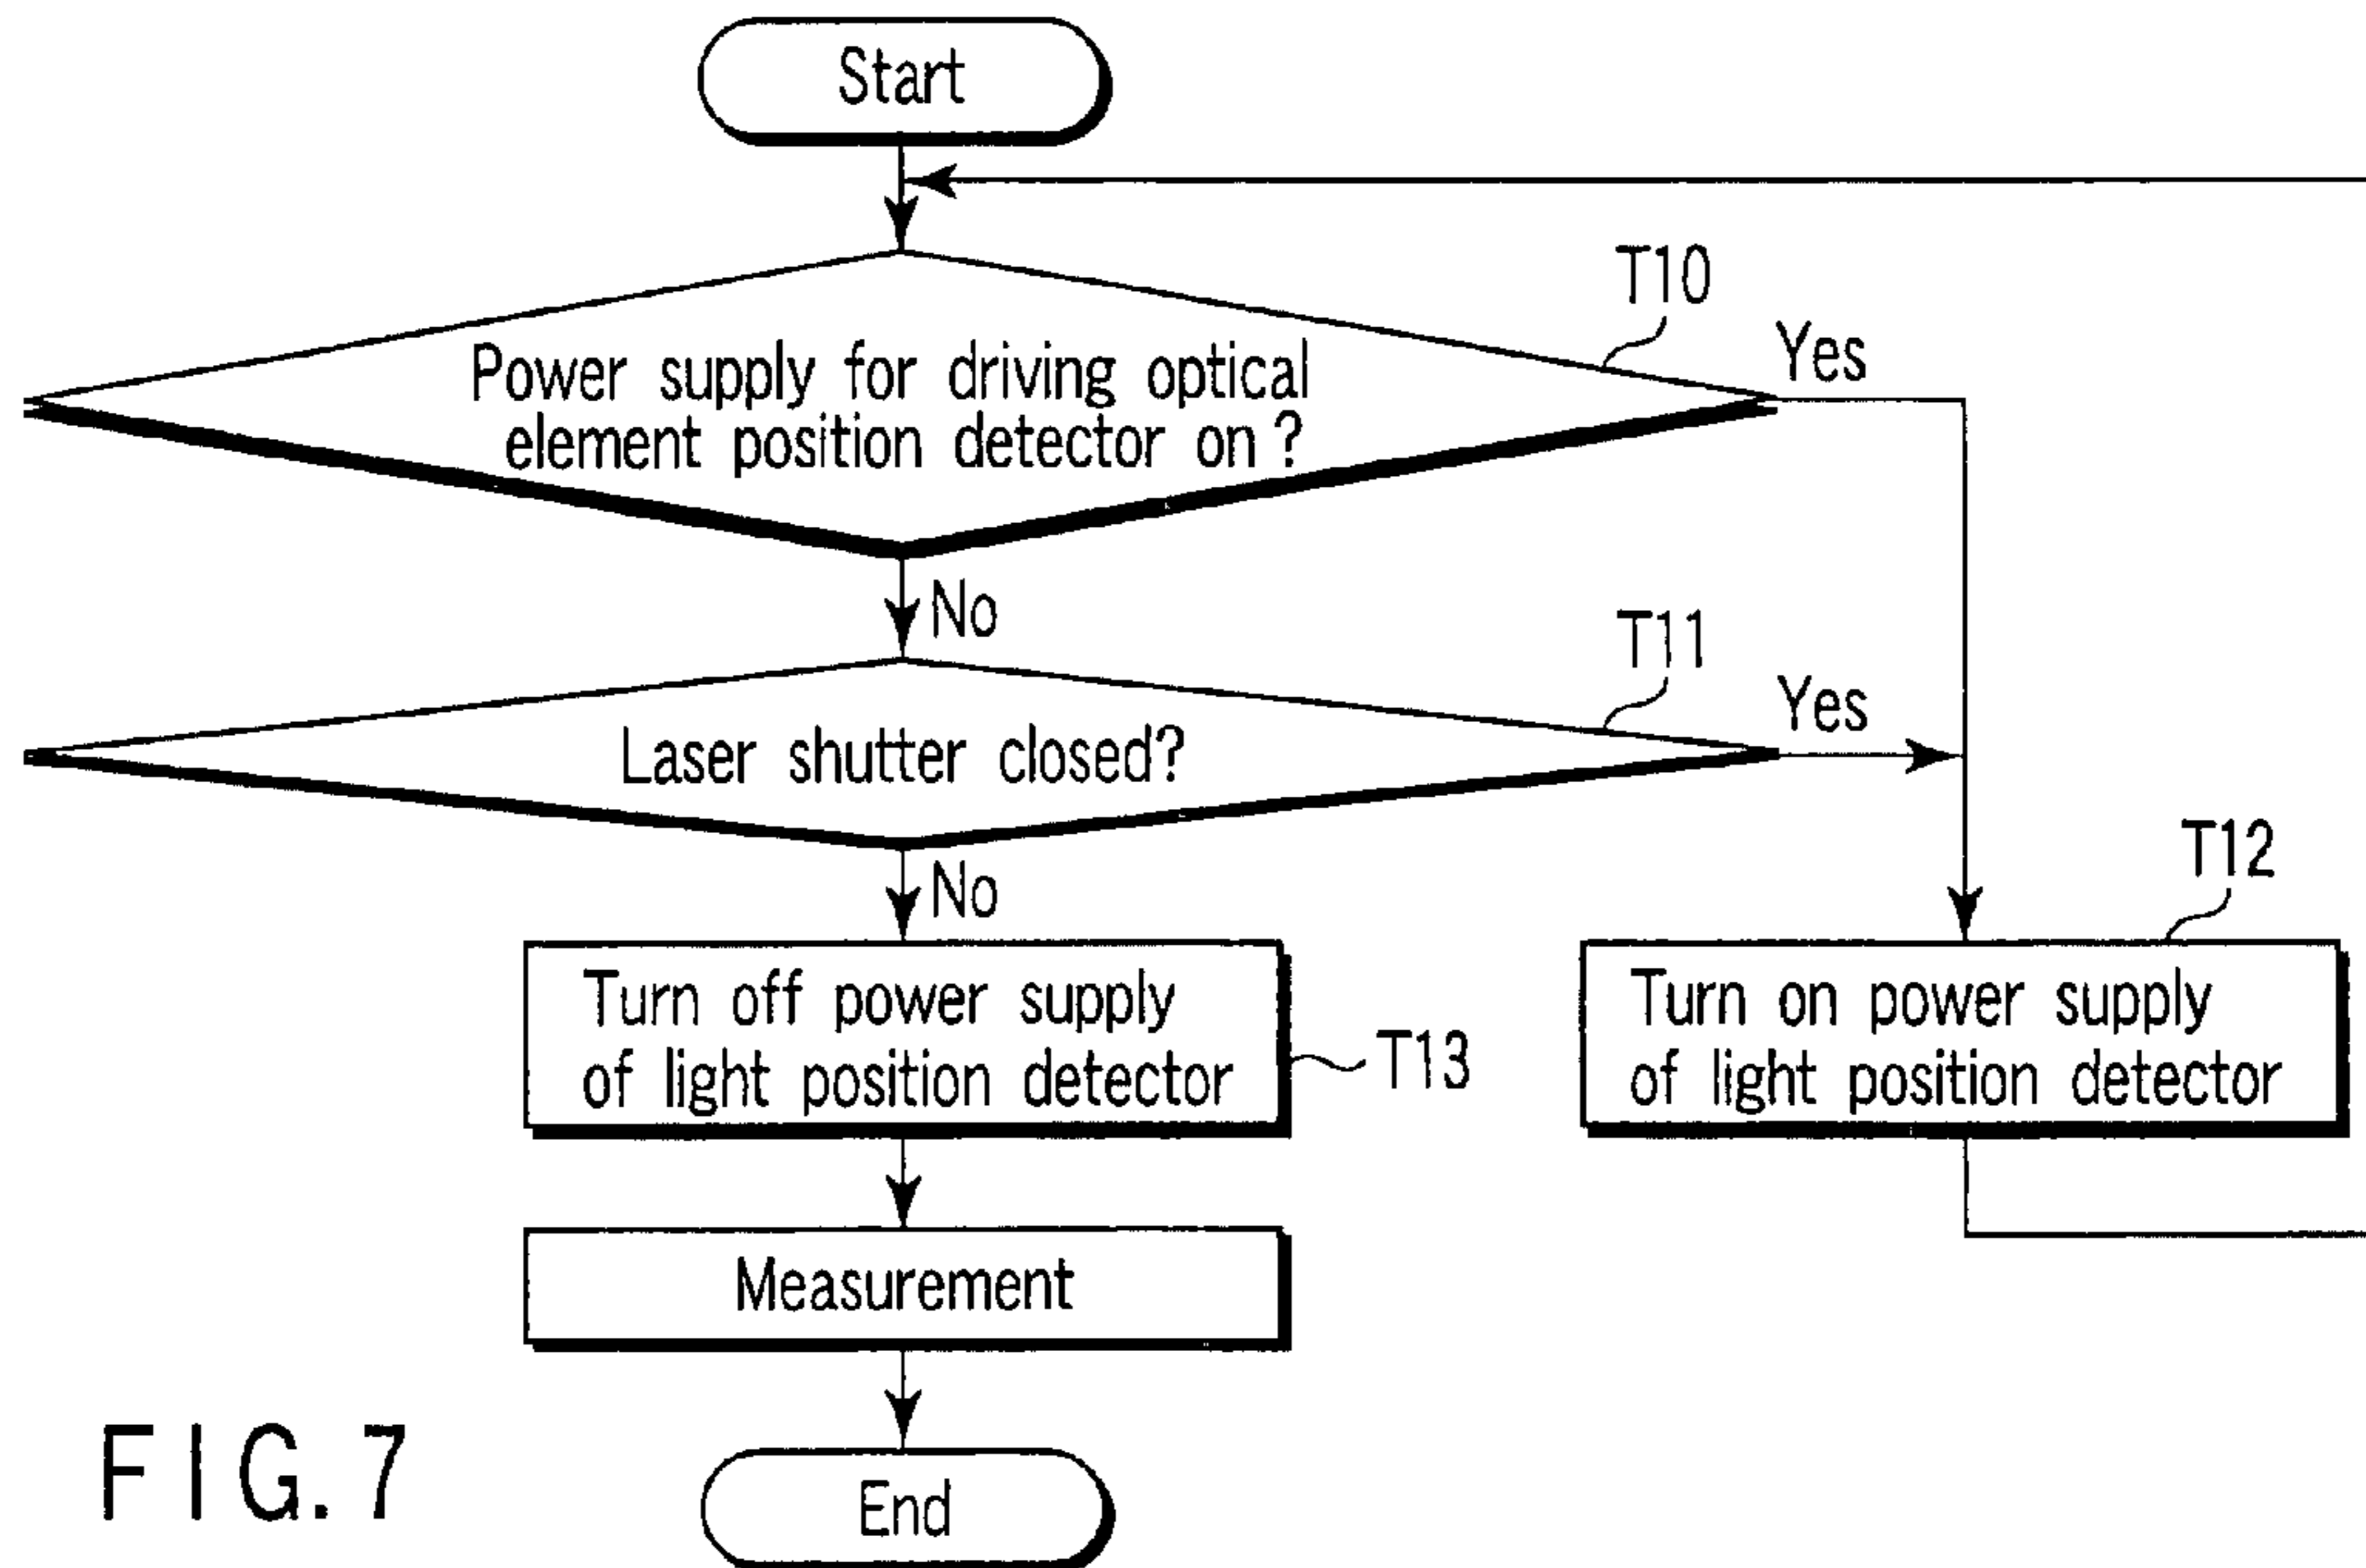 Start
T10
Yes
Power supply for driving optical
element position detector on ?
No
T11
Yes
Laser shutter closed?
No
T12
Turn off power supply
of light position detector
T13
Turn on power supply
of light position detector
Measurement
End
FIG. 7